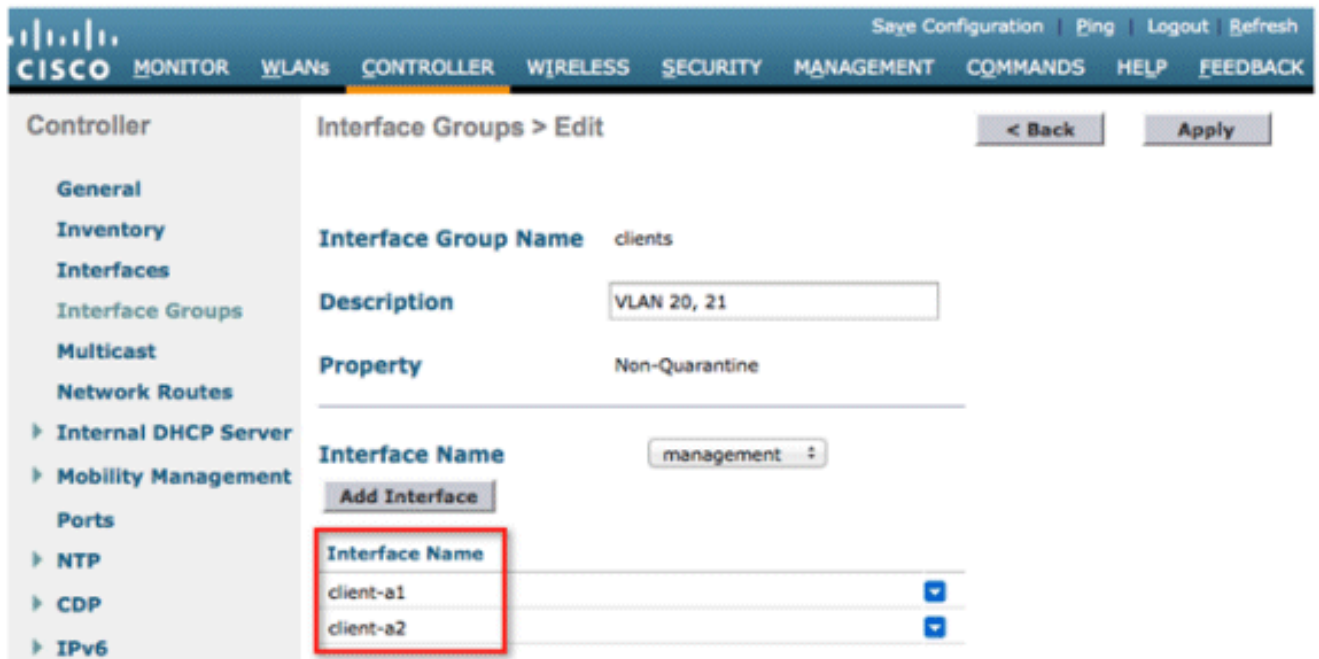 Save Configuration | Ping | Logout | Refresh
CISCO MONITOR WLANs CONTROLLER WIRELESS SECURITY MANAGEMENT COMMANDS HELP FEEDBACK
Controller
General
Inventory
Interfaces
Interface Groups
Multicast
Network Routes
Internal DHCP Server
Mobility Management
Ports
NTP
CDP
IPv6
Interface Groups > Edit
< Back
Apply
Interface Group Name clients
Description VLAN 20, 21
Property Non-Quarantine
Interface Name management
Add Interface
Interface Name
client-a1
client-a2